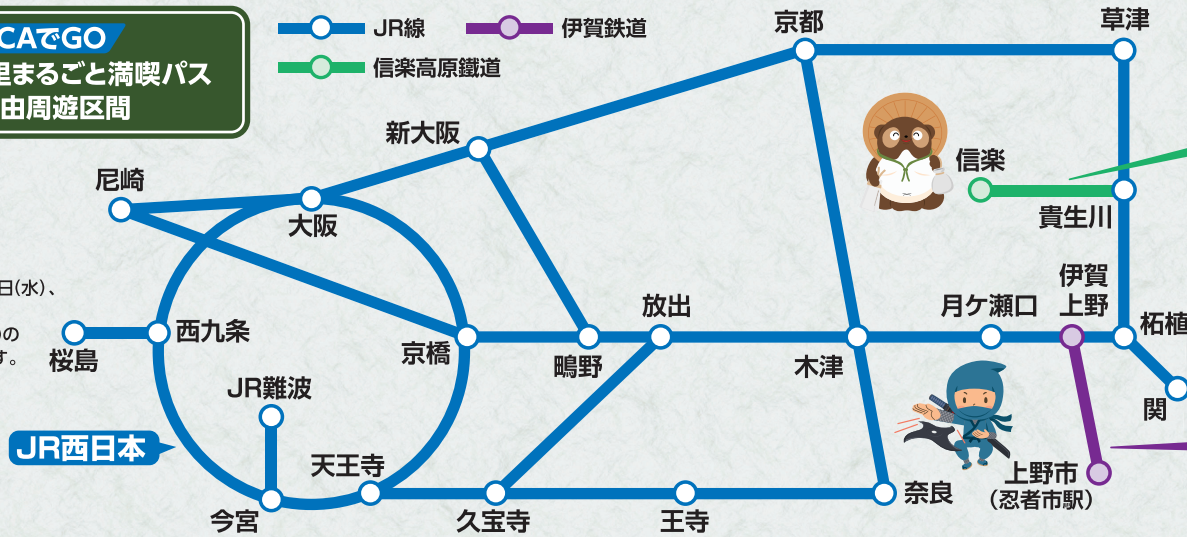 CAでGO
里まるごと満喫パス
由周遊区間
JR線
伊賀鉄道
信楽高原鐵道
京都
草津
新大阪
信楽
尼崎
大阪
貴生川
伊賀
上野
日(水)、
の
す。
放出
月ケ瀬口
柘植
西九条
桜島
京橋
鴫野
木津
JR難波
関
JR西日本
天王寺
上野市
(忍者市駅)
奈良
今宮
久宝寺
王寺